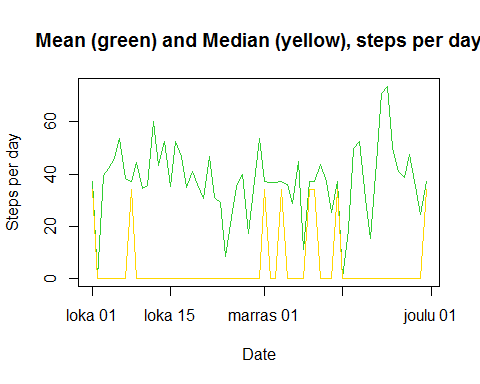 Mean (green) and Median (yellow), steps per day
Steps per day
60
40
20
0
loka 01
loka 15
marras 01
joulu 01
Date